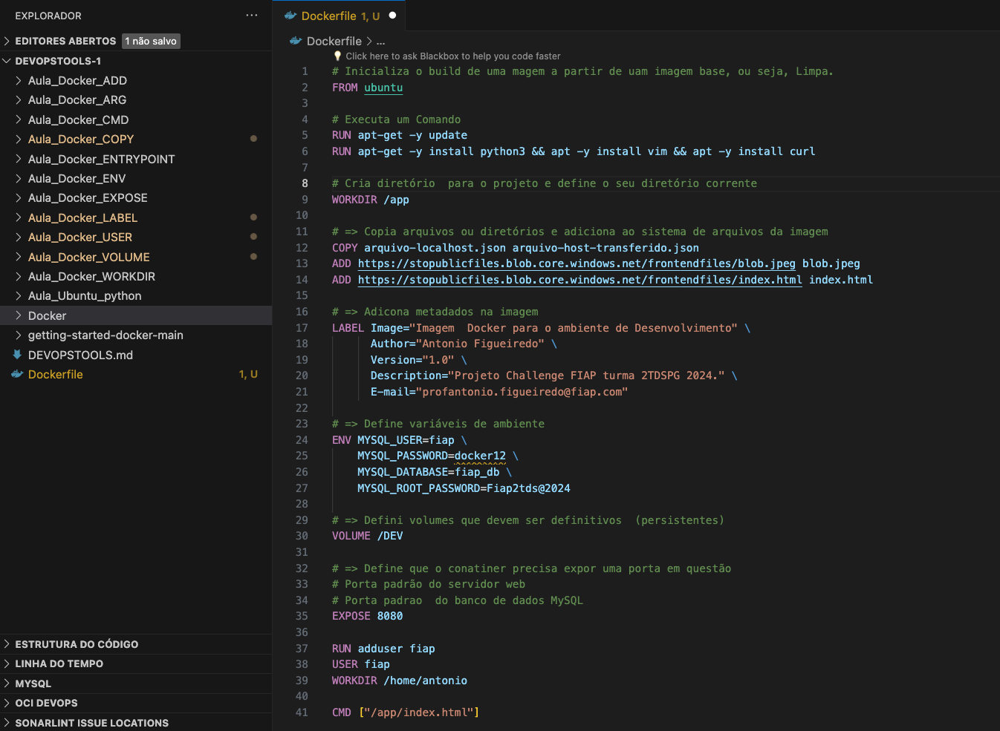 EXPLORADOR ···
EDITORES ABERTOS 1 não salvo
DEVOPSTOOLS-1
Aula_Docker_ADD
Aula_Docker_ARG
Aula_Docker_CMD
Aula_Docker_COPY
Aula_Docker_ENTRYPOINT
Aula_Docker_ENV
Aula_Docker_EXPOSE
Aula_Docker_LABEL
Aula_Docker_USER
Aula_Docker_VOLUME
Aula_Docker_WORKDIR
Aula_Ubuntu_python
Docker
getting-started-docker-main
DEVOPSTOOLS.md
Dockerfile 1, U
ESTRUTURA DO CÓDIGO
LINHA DO TEMPO
MYSQL
OCI DEVOPS
SONARLINT ISSUE LOCATIONS
Dockerfile 1, U
Dockerfile > ...
Click here to ask Blackbox to help you code faster
1 # Inicializa o build de uma magem a partir de uam imagem base, ou seja, Limpa.
2 FROM ubuntu
3
4 # Executa um Comando
5 RUN apt-get -y update
6 RUN apt-get -y install python3 && apt -y install vim && apt -y install curl
7
8 # Cria diretório  para o projeto e define o seu diretório corrente
9 WORKDIR /app
10
11 # => Copia arquivos ou diretórios e adiciona ao sistema de arquivos da imagem
12 COPY arquivo-localhost.json arquivo-host-transferido.json
13 ADD https://stopublicfiles.blob.core.windows.net/frontendfiles/blob.jpeg blob.jpeg
14 ADD https://stopublicfiles.blob.core.windows.net/frontendfiles/index.html index.html
15
16 # => Adicona metadados na imagem
17 LABEL Image="Imagem  Docker para o ambiente de Desenvolvimento" \
18 Author="Antonio Figueiredo" \
19 Version="1.0" \
20 Description="Projeto Challenge FIAP turma 2TDSPG 2024." \
21 E-mail="profantonio.figueiredo@fiap.com"
22
23 # => Define variáveis de ambiente
24 ENV MYSQL_USER=fiap \
25 MYSQL_PASSWORD=docker12 \
26 MYSQL_DATABASE=fiap_db \
27 MYSQL_ROOT_PASSWORD=Fiap2tds@2024
28
29 # => Defini volumes que devem ser definitivos  (persistentes)
30 VOLUME /DEV
31
32 # => Define que o conatiner precisa expor uma porta em questão
33 # Porta padrão do servidor web
34 # Porta padrao  do banco de dados MySQL
35 EXPOSE 8080
36
37 RUN adduser fiap
38 USER fiap
39 WORKDIR /home/antonio
40
41 CMD ["/app/index.html"]